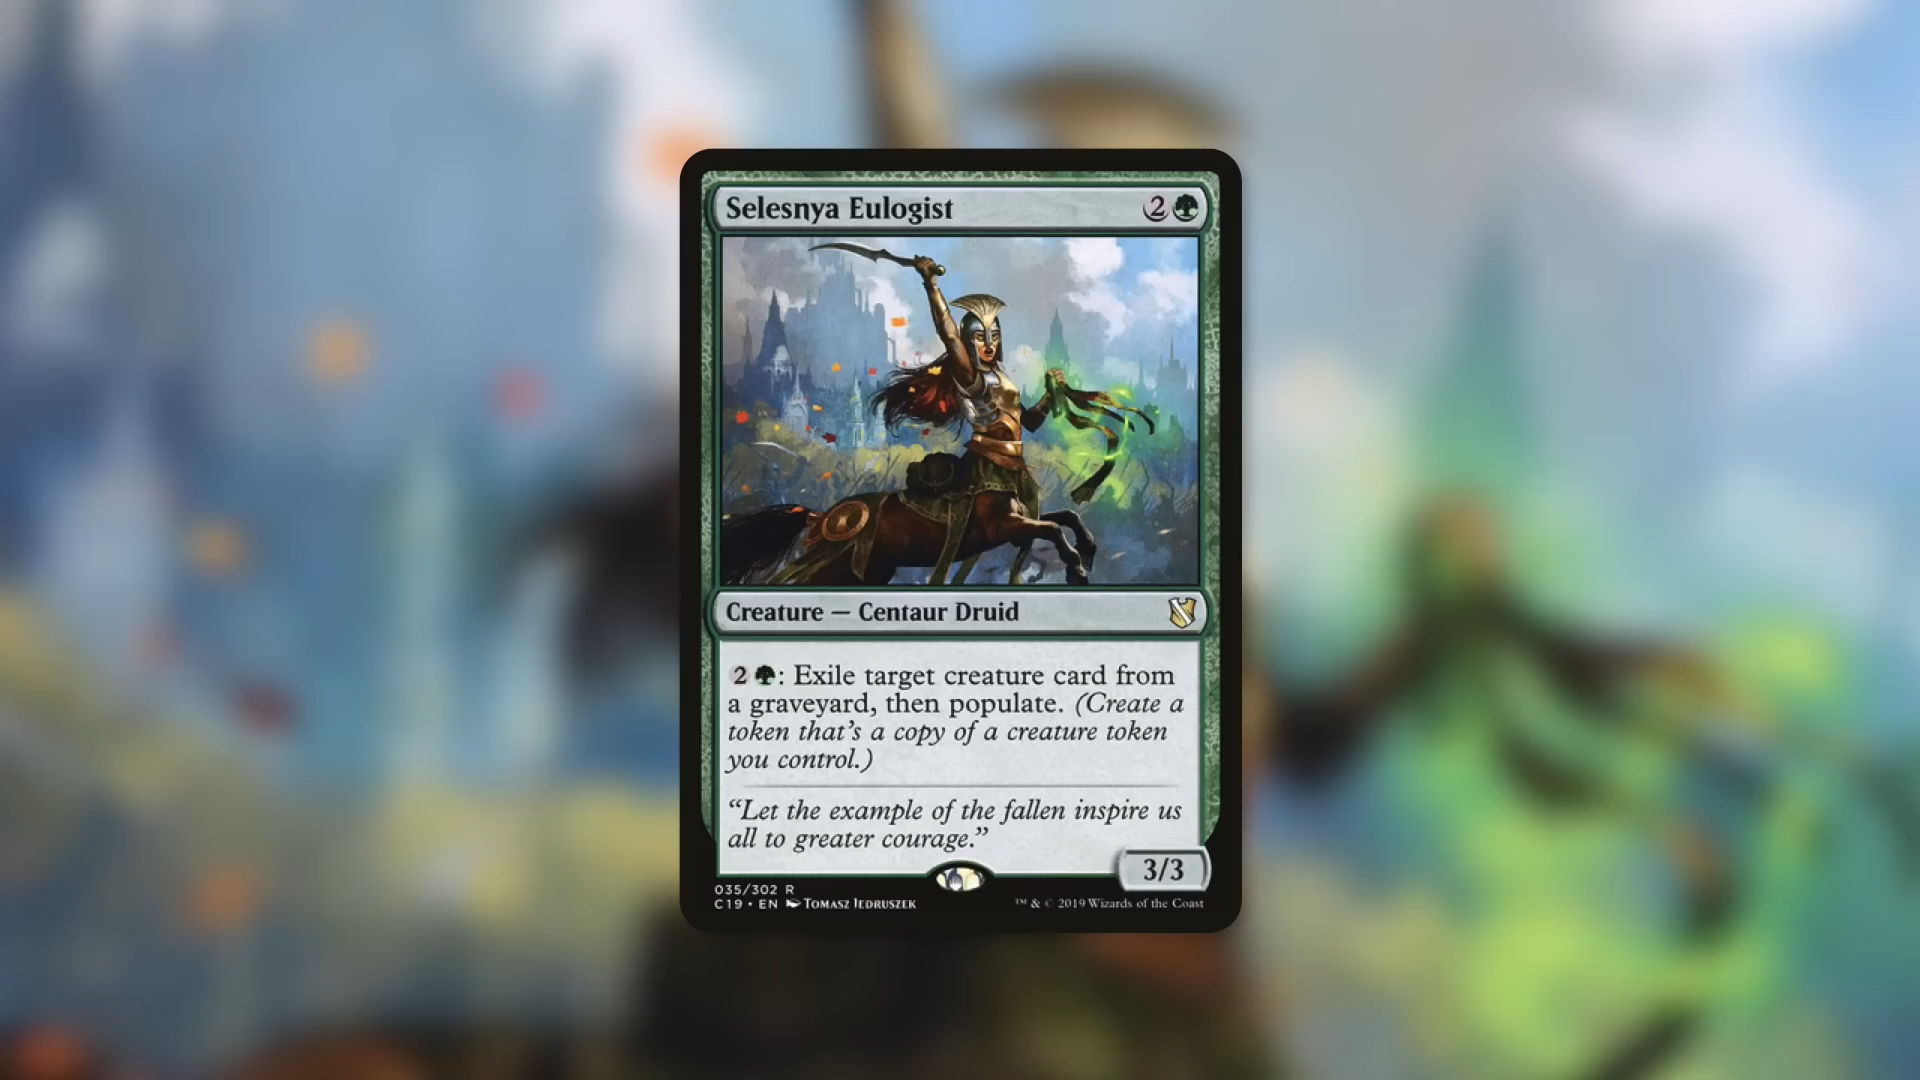 Selesnya Eulogist 2
Creature — Centaur Druid
2 : Exile target creature card from
a graveyard, then populate. (Create a
token that's a copy of a creature token
you control.)
“Let the example of the fallen inspire us
all to greater courage.”
3/3
035/302 R
C19 • EN Tomasz Jedruszek
™ & © 2019 Wizards of the Coast